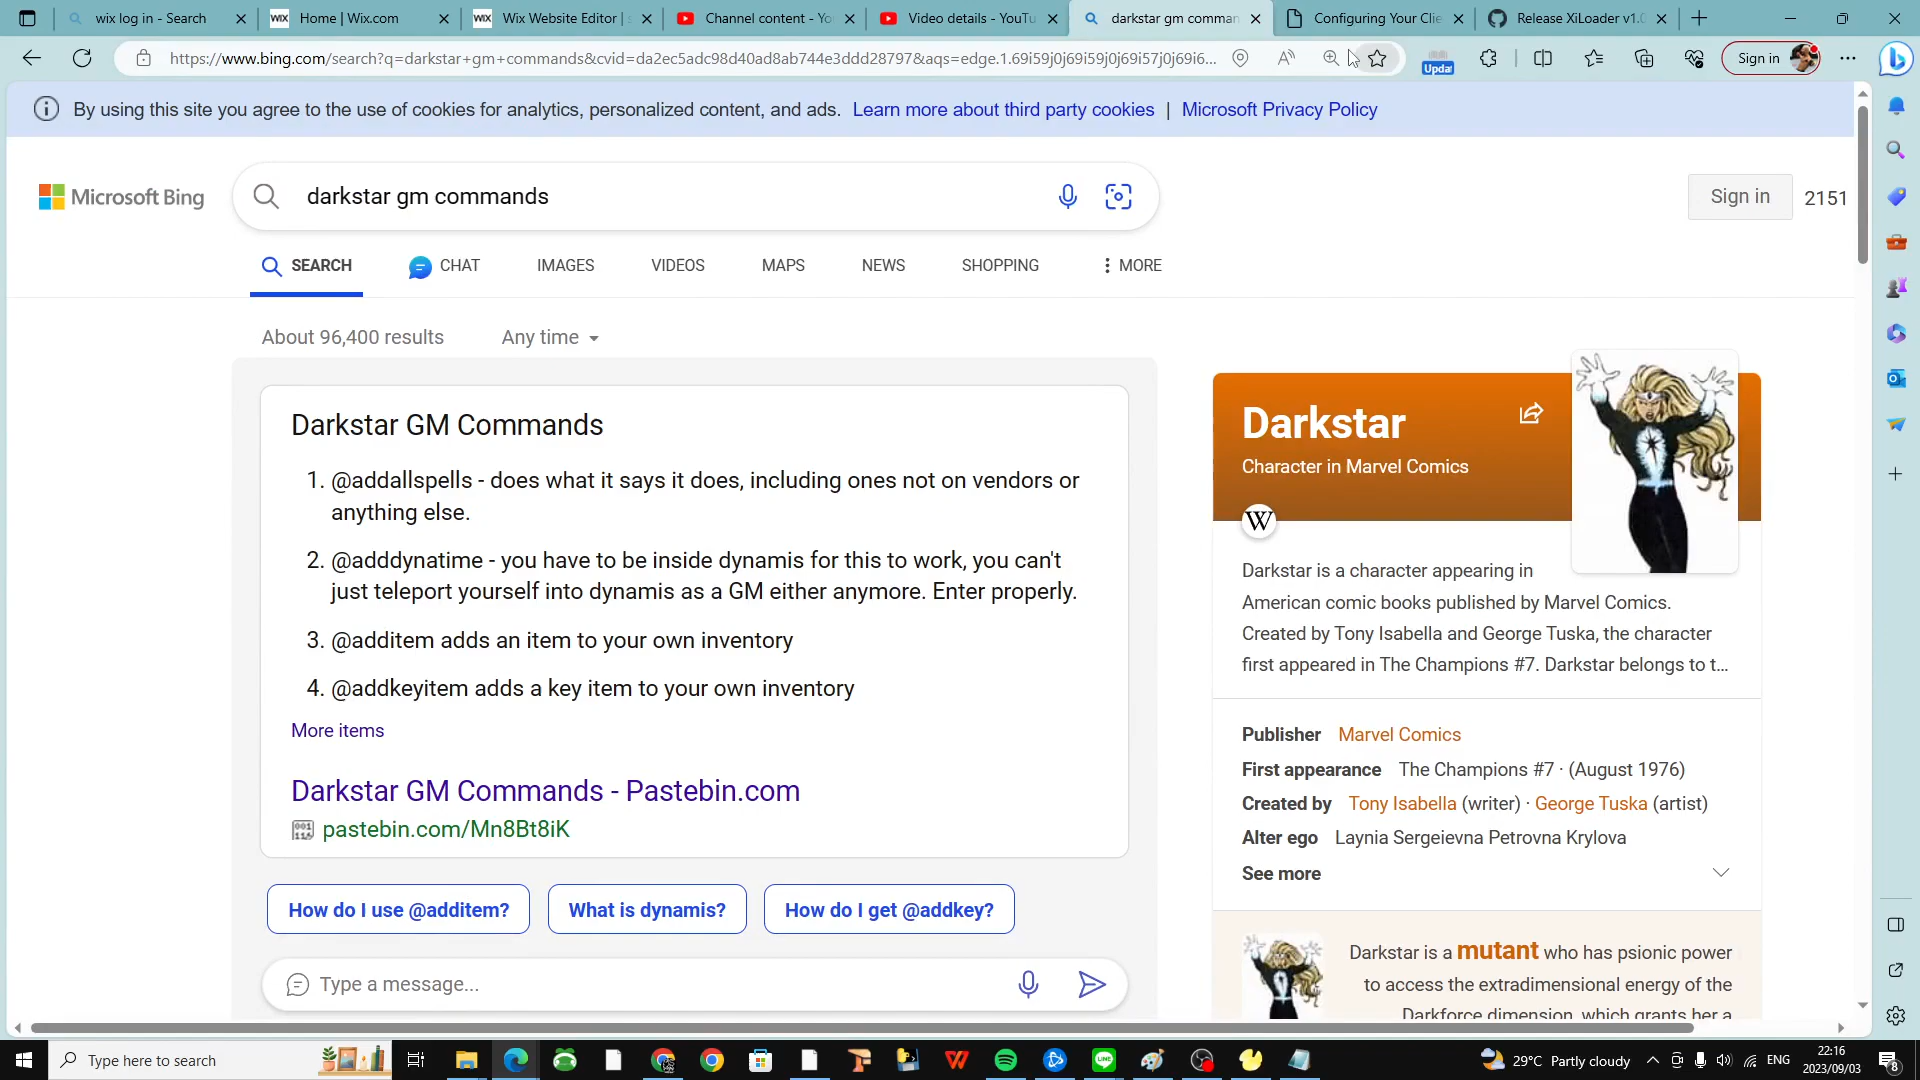 wix log in - Search
Home | Wix.com
Wix Website Editor |
Channel content - Yo
Video details - YouTu
darkstar gm comman
Configuring Your Clie
Release XiLoader v1.0
https://www.bing.com/search?q=darkstar+gm+commands&cvid=da2ec5adc98d40ad8ab744e3ddd28797&aqs=edge.1.69i59j0j69i59j0j69i57j0j69i6...
Upda!
Sign in
By using this site you agree to the use of cookies for analytics, personalized content, and ads. Learn more about third party cookies | Microsoft Privacy Policy
Microsoft Bing
darkstar gm commands
Sign in 2151
SEARCH CHAT IMAGES VIDEOS MAPS NEWS SHOPPING MORE
About 96,400 results Any time
Darkstar GM Commands
1. @addallspells - does what it says it does, including ones not on vendors or
anything else.
2. @adddynatime - you have to be inside dynamis for this to work, you can't
just teleport yourself into dynamis as a GM either anymore. Enter properly.
3. @additem adds an item to your own inventory
4. @addkeyitem adds a key item to your own inventory
More items
Darkstar GM Commands - Pastebin.com
pastebin.com/Mn8Bt8iK
How do I use @additem? What is dynamis? How do I get @addkey?
Type a message...
Darkstar
Character in Marvel Comics
W
Darkstar is a character appearing in
American comic books published by Marvel Comics.
Created by Tony Isabella and George Tuska, the character
first appeared in The Champions #7. Darkstar belongs to t...
Publisher Marvel Comics
First appearance The Champions #7 · (August 1976)
Created by Tony Isabella (writer) · George Tuska (artist)
Alter ego Laynia Sergeievna Petrovna Krylova
See more
Darkstar is a mutant who has psionic power
to access the extradimensional energy of the
Darkforce dimension, which grants her a
Type here to search
29°C Partly cloudy
ENG
22:16
2023/09/03
8